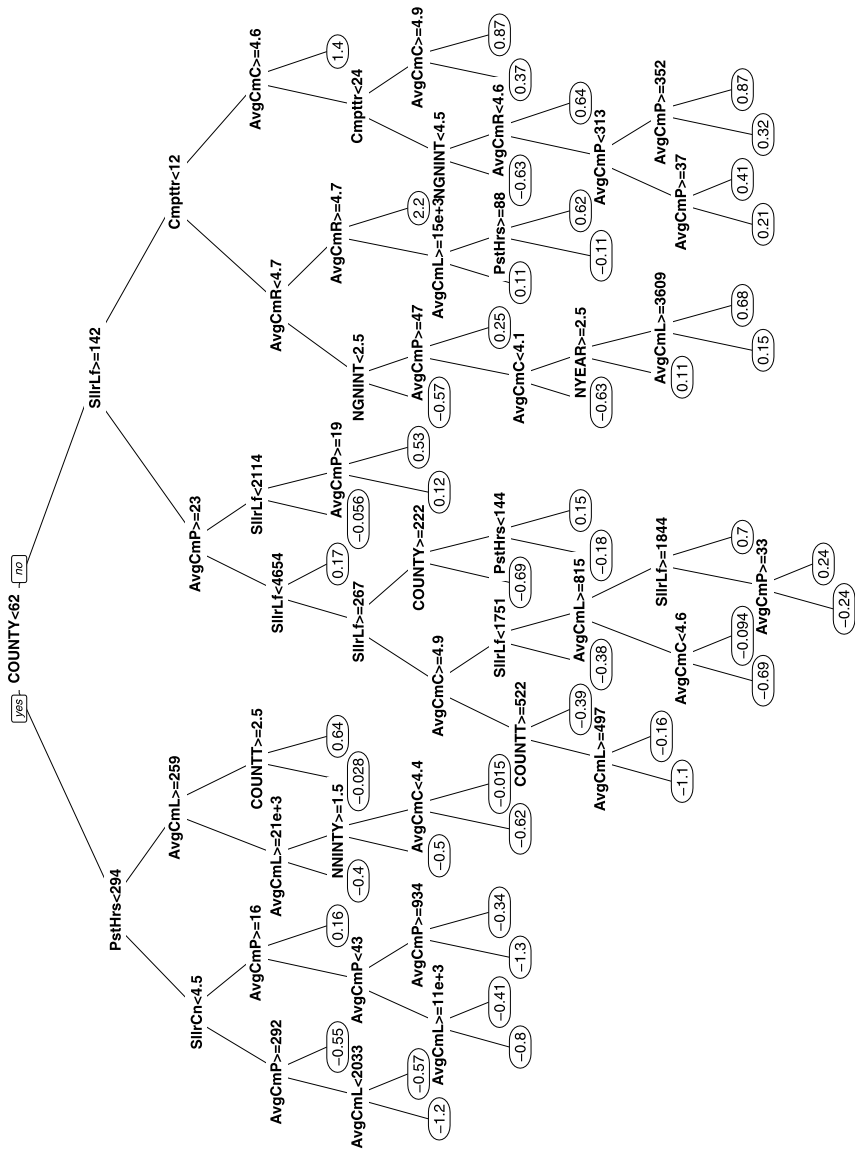 yes COUNTY<62 no
SllrLf>=142
PstHrs<294
Cmpttr<12
AvgCmL>=259
AvgCmP>=23
AvgCmC>=4.6
SllrCn<4.5
AvgCmP>=16
COUNTT>=2.5
SllrLf<2114
AvgCmR<4.7
1.4
AvgCmP>=292
AvgCmL>=21e+3
SllrLf<4654
AvgCmR>=4.7
Cmpttr<24
−0.55
0.16
0.64
AvgCmP>=19
0.17
AvgCmL<2033
AvgCmP<43
−0.4
NNINTY>=1.5
−0.028
SllrLf>=267
−0.056
NGNINT<2.5
2.2
AvgCmC>=4.9
−0.57
AvgCmP>=934
AvgCmC<4.4
COUNTY>=222
0.53
AvgCmP>=47
−1.2
AvgCmL>=11e+3
−0.5
AvgCmC>=4.9
0.12
−0.57
AvgCmL>=15e+3
NGNINT<4.5
0.87
−0.41
−0.34
−0.015
SllrLf<1751
PstHrs<144
0.25
PstHrs>=88
AvgCmR<4.6
0.37
−0.8
−1.3
−0.62
COUNTT>=522
−0.69
AvgCmC<4.1
0.11
−0.63
0.64
−0.39
AvgCmL>=815
0.15
NYEAR>=2.5
0.62
AvgCmL>=497
−0.38
−0.18
−0.63
−0.11
AvgCmP<313
−0.16
SllrLf>=1844
AvgCmL>=3609
AvgCmP>=352
−1.1
AvgCmC<4.6
0.11
AvgCmP>=37
0.87
−0.094
0.7
0.68
0.41
0.32
−0.69
AvgCmP>=33
0.15
0.21
0.24
−0.24